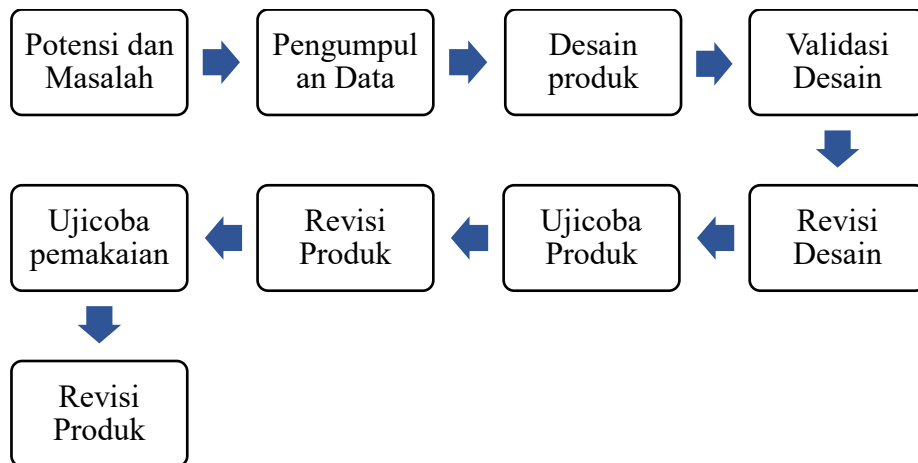 Potensi dan
Masalah
Pengumpul
an Data
Desain
produk
Validasi
Desain
Revisi
Desain
Ujicoba
Produk
Revisi
Produk
Ujicoba
pemakaian
Revisi
Produk